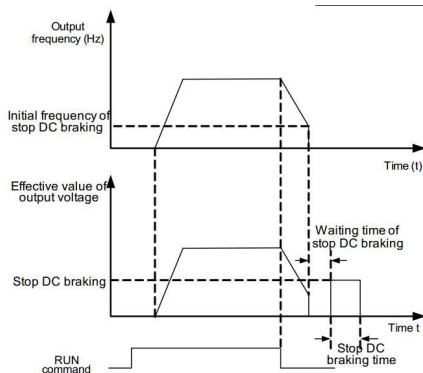 Output
frequency (Hz)
Initial frequency of
stop DC braking
Time (t)
Effective value of
output voltage
Waiting time of
stop DC braking
Stop DC braking
Time t
Stop DC
braking time
RUN
command